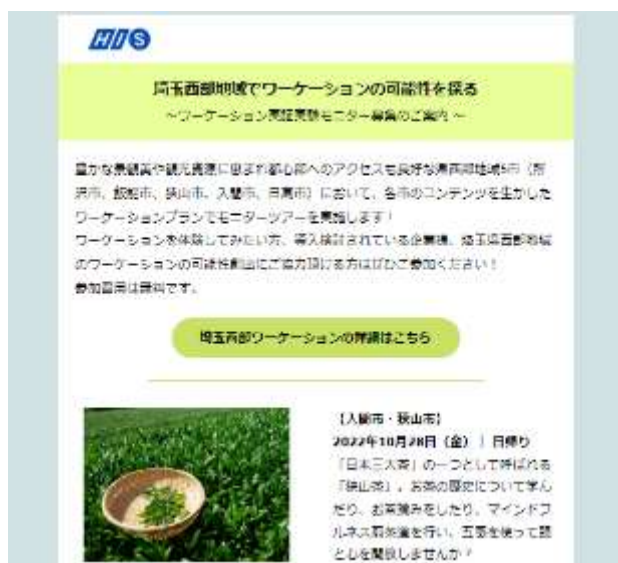 HIS
埼玉西部地域でワーケーションの可能性を探る
～ワーケーション実証実験モニター募集のご案内～
豊かな景観美や観光資源に恵まれ都心部へのアクセスも良好な県西部地域5市（所
沢市、飯能市、狭山市、入間市、日高市）において、各市のコンテンツを生かした
ワーケーションプランでモニターツアーを実施します！
ワーケーションを体験してみたい方、導入検討されている企業様、埼玉県西部地域
のワーケーションの可能性創出にご協力頂ける方はぜひご参加ください！
参加費用は無料です。
埼玉西部ワーケーションの詳細はこちら
【入間市・狭山市】
2022年10月28日（金）｜日帰り
「日本三大茶」の一つとして呼ばれる
「狭山茶」。お茶の歴史について学ん
だり、お茶摘みをしたり、マインドフ
ルネス煎茶道を行い、五感を使って頭
と心を開放しませんか？